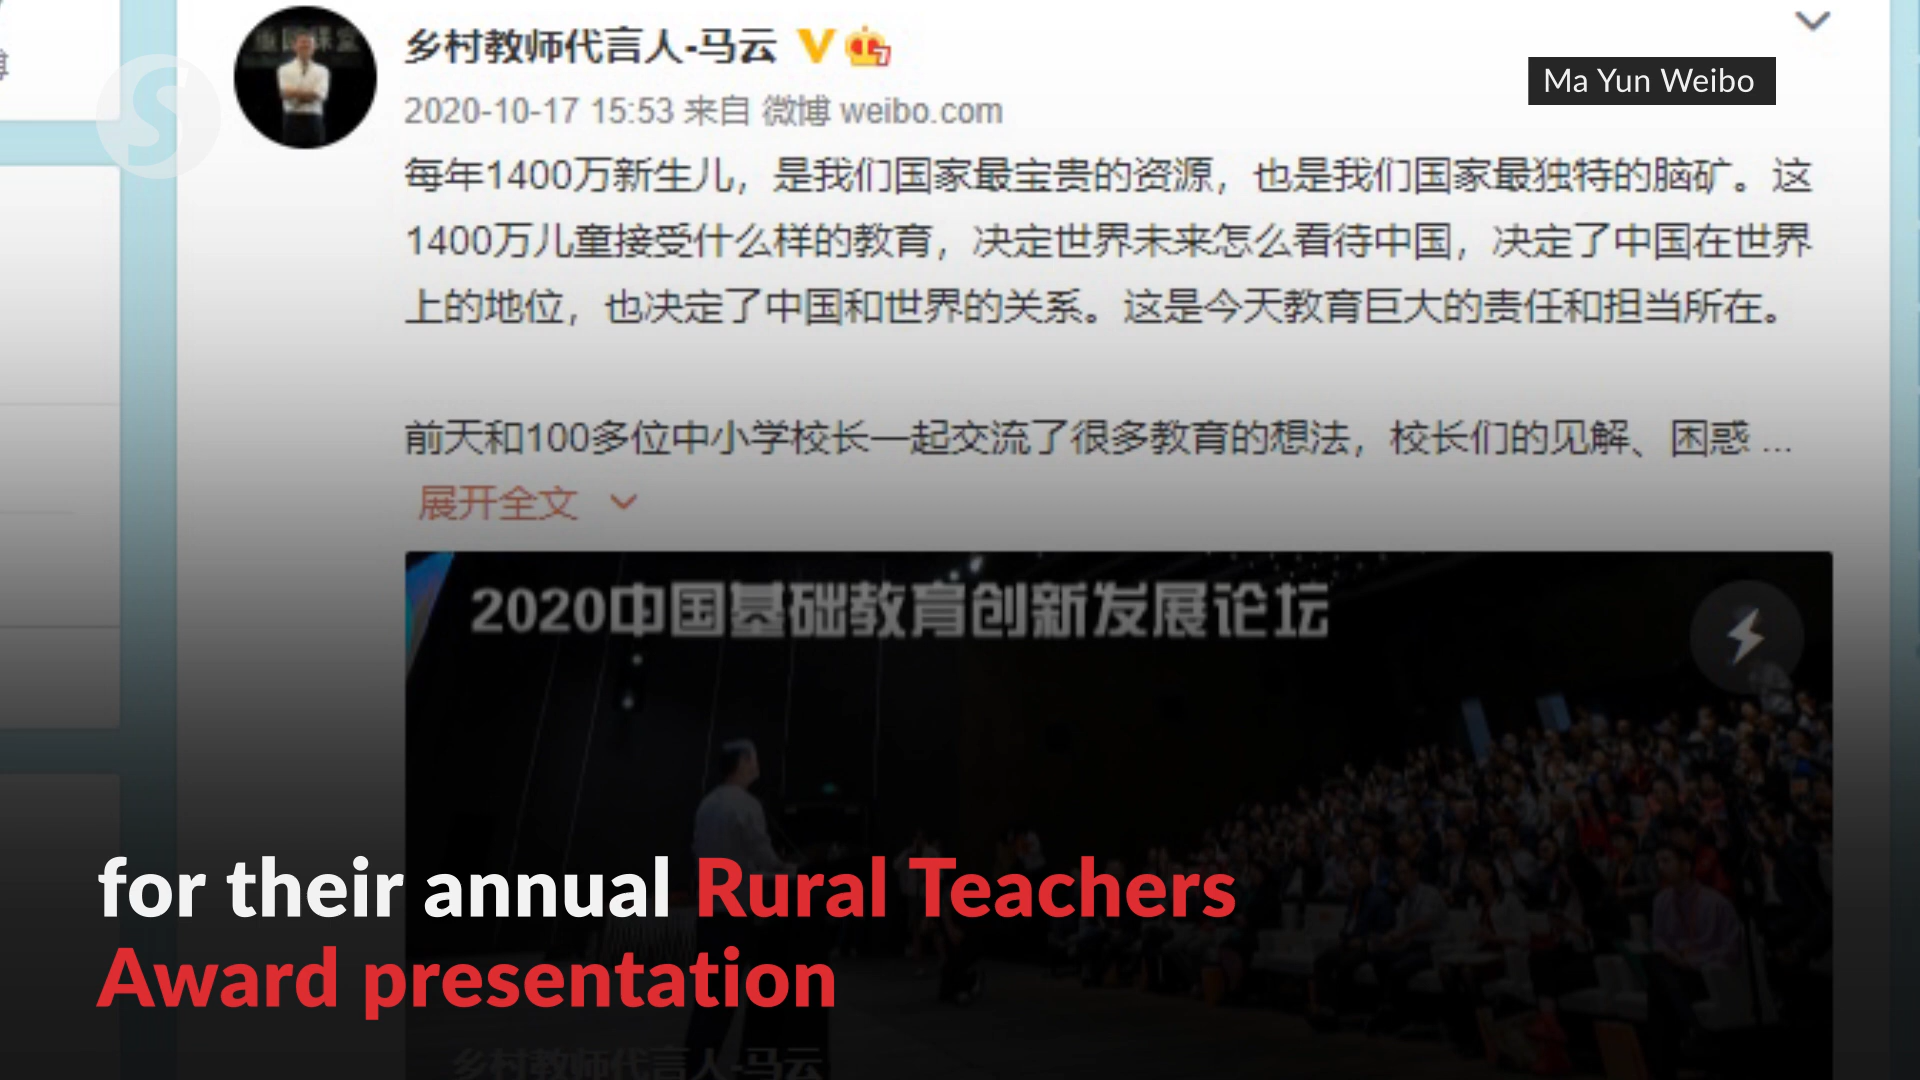 乡村教师代言人-马云
Ma Yun Weibo
2020-10-17 15:53 来自 微博 weibo.com
每年1400万新生儿，是我们国家最宝贵的资源，也是我们国家最独特的脑矿。这
1400万儿童接受什么样的教育，决定世界未来怎么看待中国，决定了中国在世界
上的地位，也决定了中国和世界的关系。这是今天教育巨大的责任和担当所在。
前天和100多位中小学校长一起交流了很多教育的想法，校长们的见解、困惑 ...
展开全文
2020中国基础教育创新发展论坛
for their annual Rural Teachers
Award presentation
乡村教师代言人-马云